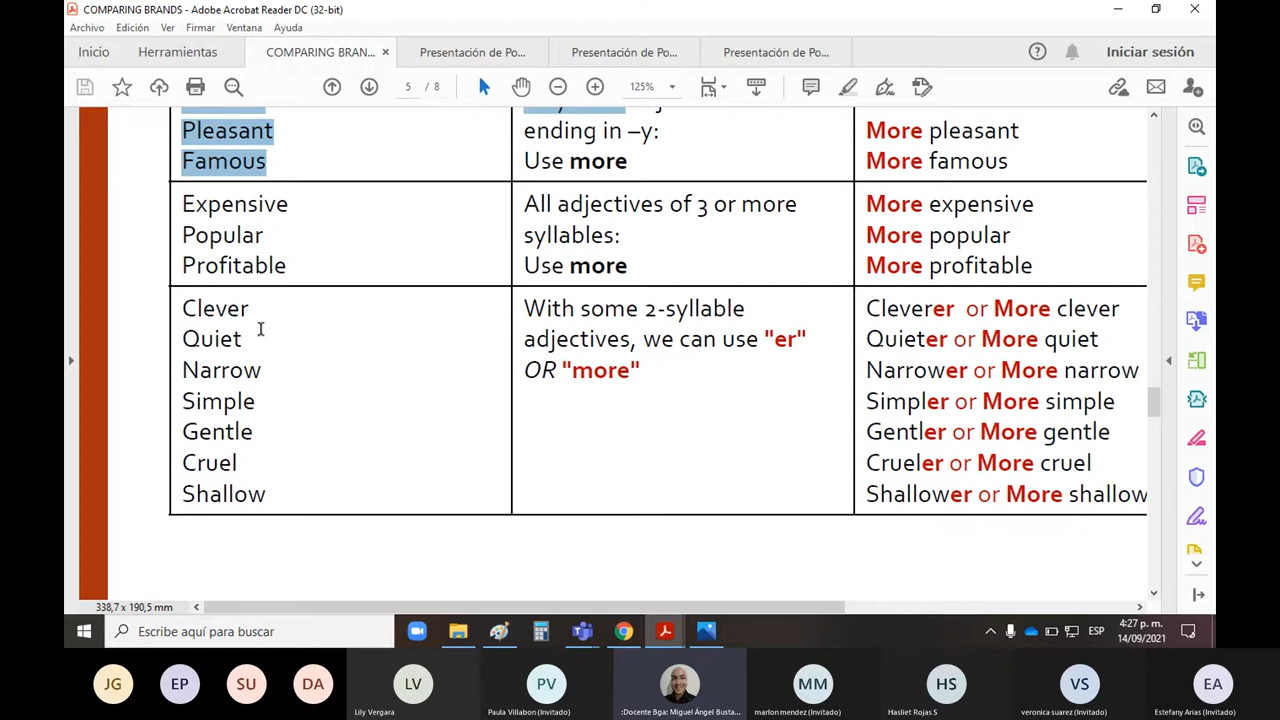 COMPARING BRANDS - Adobe Acrobat Reader DC (32-bit)
Archivo Edición Ver Firmar Ventana Ayuda
Inicio Herramientas COMPARING BRAN... × Presentación de Po... Presentación de Po... Presentación de Po... Iniciar sesión
5 / 8 125%
Pleasant ending in –y: More pleasant
Famous Use more More famous
Expensive All adjectives of 3 or more More expensive
Popular syllables: More popular
Profitable Use more More profitable
Clever With some 2-syllable Cleverer or More clever
Quiet adjectives, we can use "er" Quieter or More quiet
Narrow OR "more" Narrower or More narrow
Simple Simpler or More simple
Gentle Gentler or More gentle
Cruel Crueler or More cruel
Shallow Shallower or More shallow
338,7 x 190,5 mm
Escribe aquí para buscar ESP 4:27 p. m.
14/09/2021
JG EP SU DA LV PV MM HS VS EA
Lily Vergara Paula Villabon (Invitado) :Docente Bga: Miguel Ángel Busta... marlon mendez (Invitado) Hasliet Rojas S veronica suarez (Invitado) Estefany Arias (Invitado)